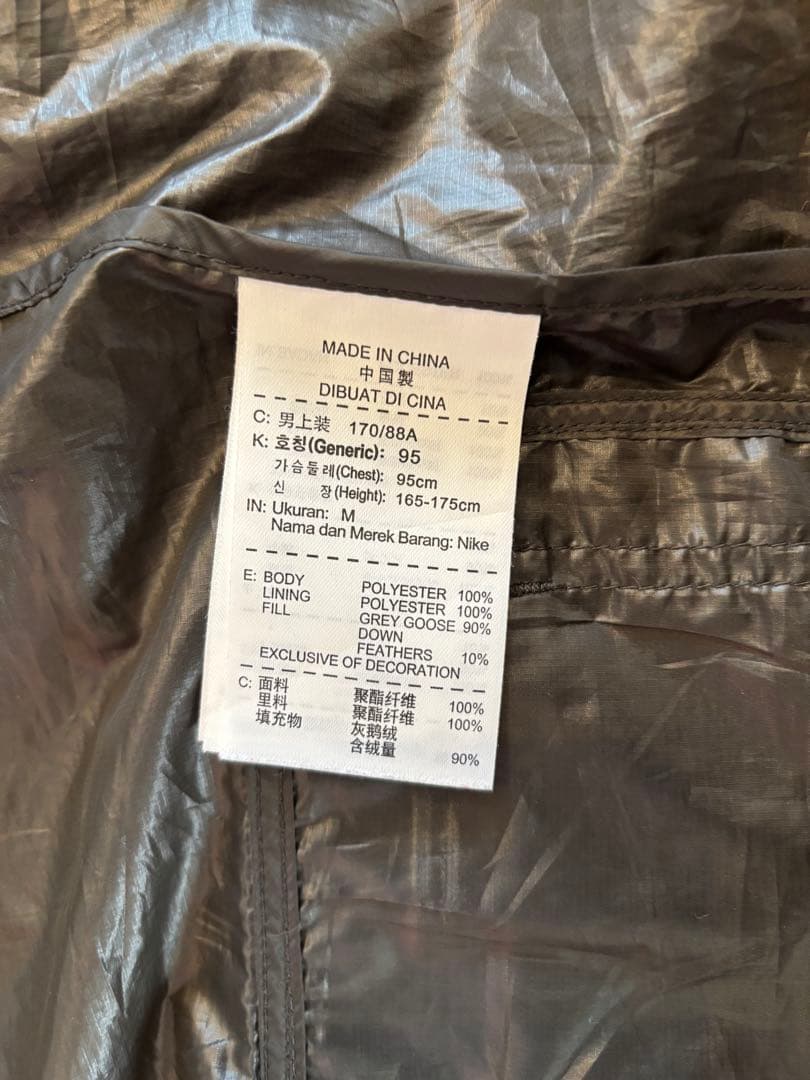 MADE IN CHINA
中国製
DIBUAT DI CINA
C: 男上装 170/88A
K: 호칭(Generic): 95
가슴둘레(Chest): 95cm
신 장(Height): 165-175cm
IN: Ukuran: M
Nama dan Merek Barang: Nike
E: BODY POLYESTER 100%
LINING POLYESTER 100%
FILL GREY GOOSE 90%
DOWN
FEATHERS 10%
EXCLUSIVE OF DECORATION
C: 面料 聚酯纤维 100%
里料 聚酯纤维 100%
填充物 灰鹅绒
含绒量 90%